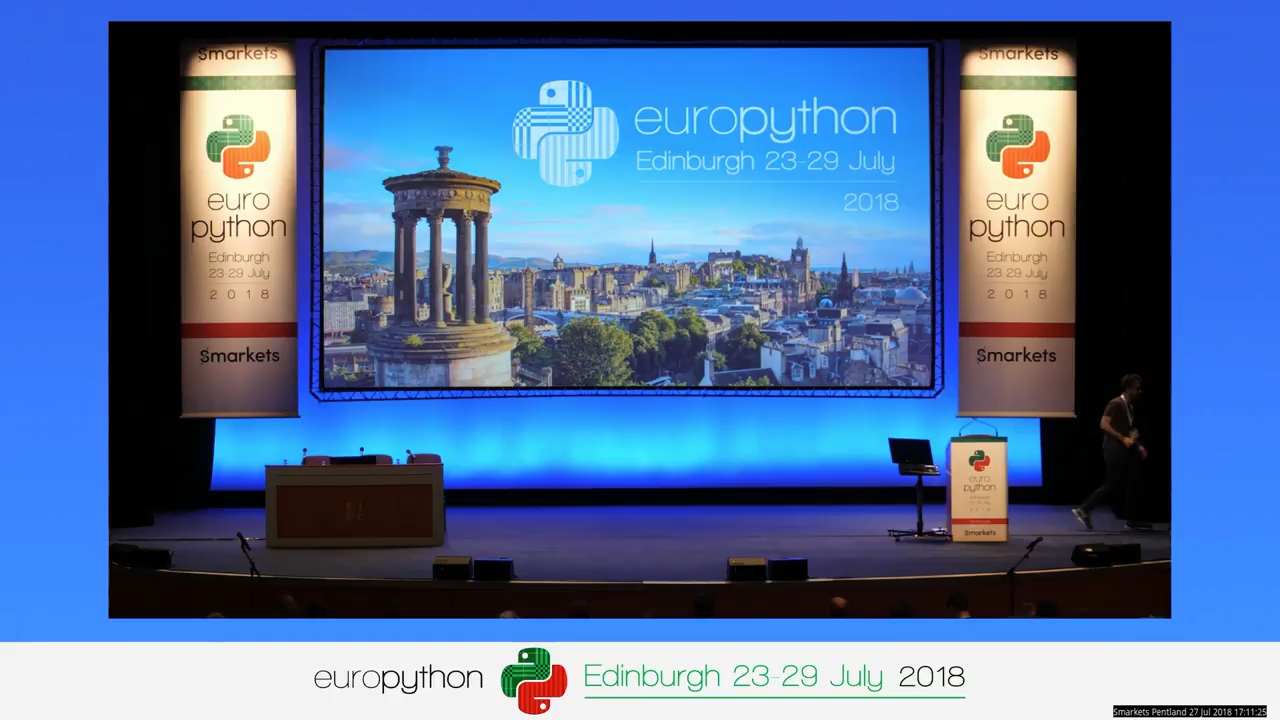 Smarkets
euro
python
Edinburgh
23-29 July
2018
Smarkets
europython
Edinburgh 23-29 July
2018
Smarkets
euro
python
Edinburgh
23-29 July
2018
Smarkets
euro
python
Smarkets
europython Edinburgh 23-29 July 2018
Smarkets Pentland 27 Jul 2018 17:11:25